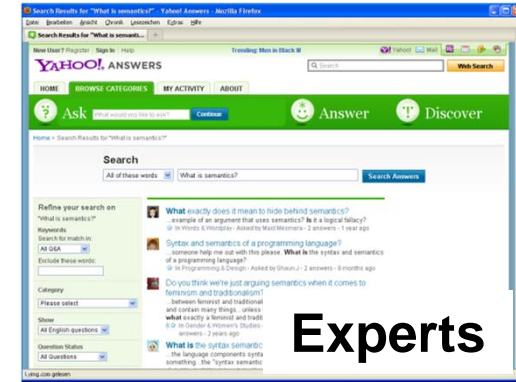 Search Results for "What is semantics?" - Yahoo! Answers - Mozilla Firefox
Datei Bearbeiten Ansicht Chronik Lesezeichen Extras Hilfe
Search Results for "What is semanti...
New User? Register Sign In Help
Trending: Men in Black III
Yahoo! Mail
YAHOO! ANSWERS
Search
Web Search
HOME BROWSE CATEGORIES MY ACTIVITY ABOUT
Ask What would you like to ask? Continue Answer Discover
Home > Search Results for "What is semantics?"
Search
All of these words What is semantics? Search Answers
Refine your search on
"What is semantics?"
Keywords
Search for match in:
All Q&A
Exclude these words:
Category
Please select
Show
All English questions
Question Status
All Questions
What exactly does it mean to hide behind semantics?
...example of an argument that uses semantics? Is it a logical fallacy?
In Words & Wordplay - Asked by - 2 answers - 1 year ago
Syntax and semantics of a programming language?
...someone help me out with this please. What is the syntax and semantics
of a programming language?
In Programming & Design - Asked by Shaun J - 2 answers - 8 months ago
Do you think we're just arguing semantics when it comes to
feminism and traditionalism?
...between feminist and traditional
and contain many things... unless
what exactly a feminist and tradit
6 In Gender & Women's Studies
answers - 2 years ago
What is the syntax semantic
...the language components synta
something .the "syntax semantic
Experts
ying.com gelesen